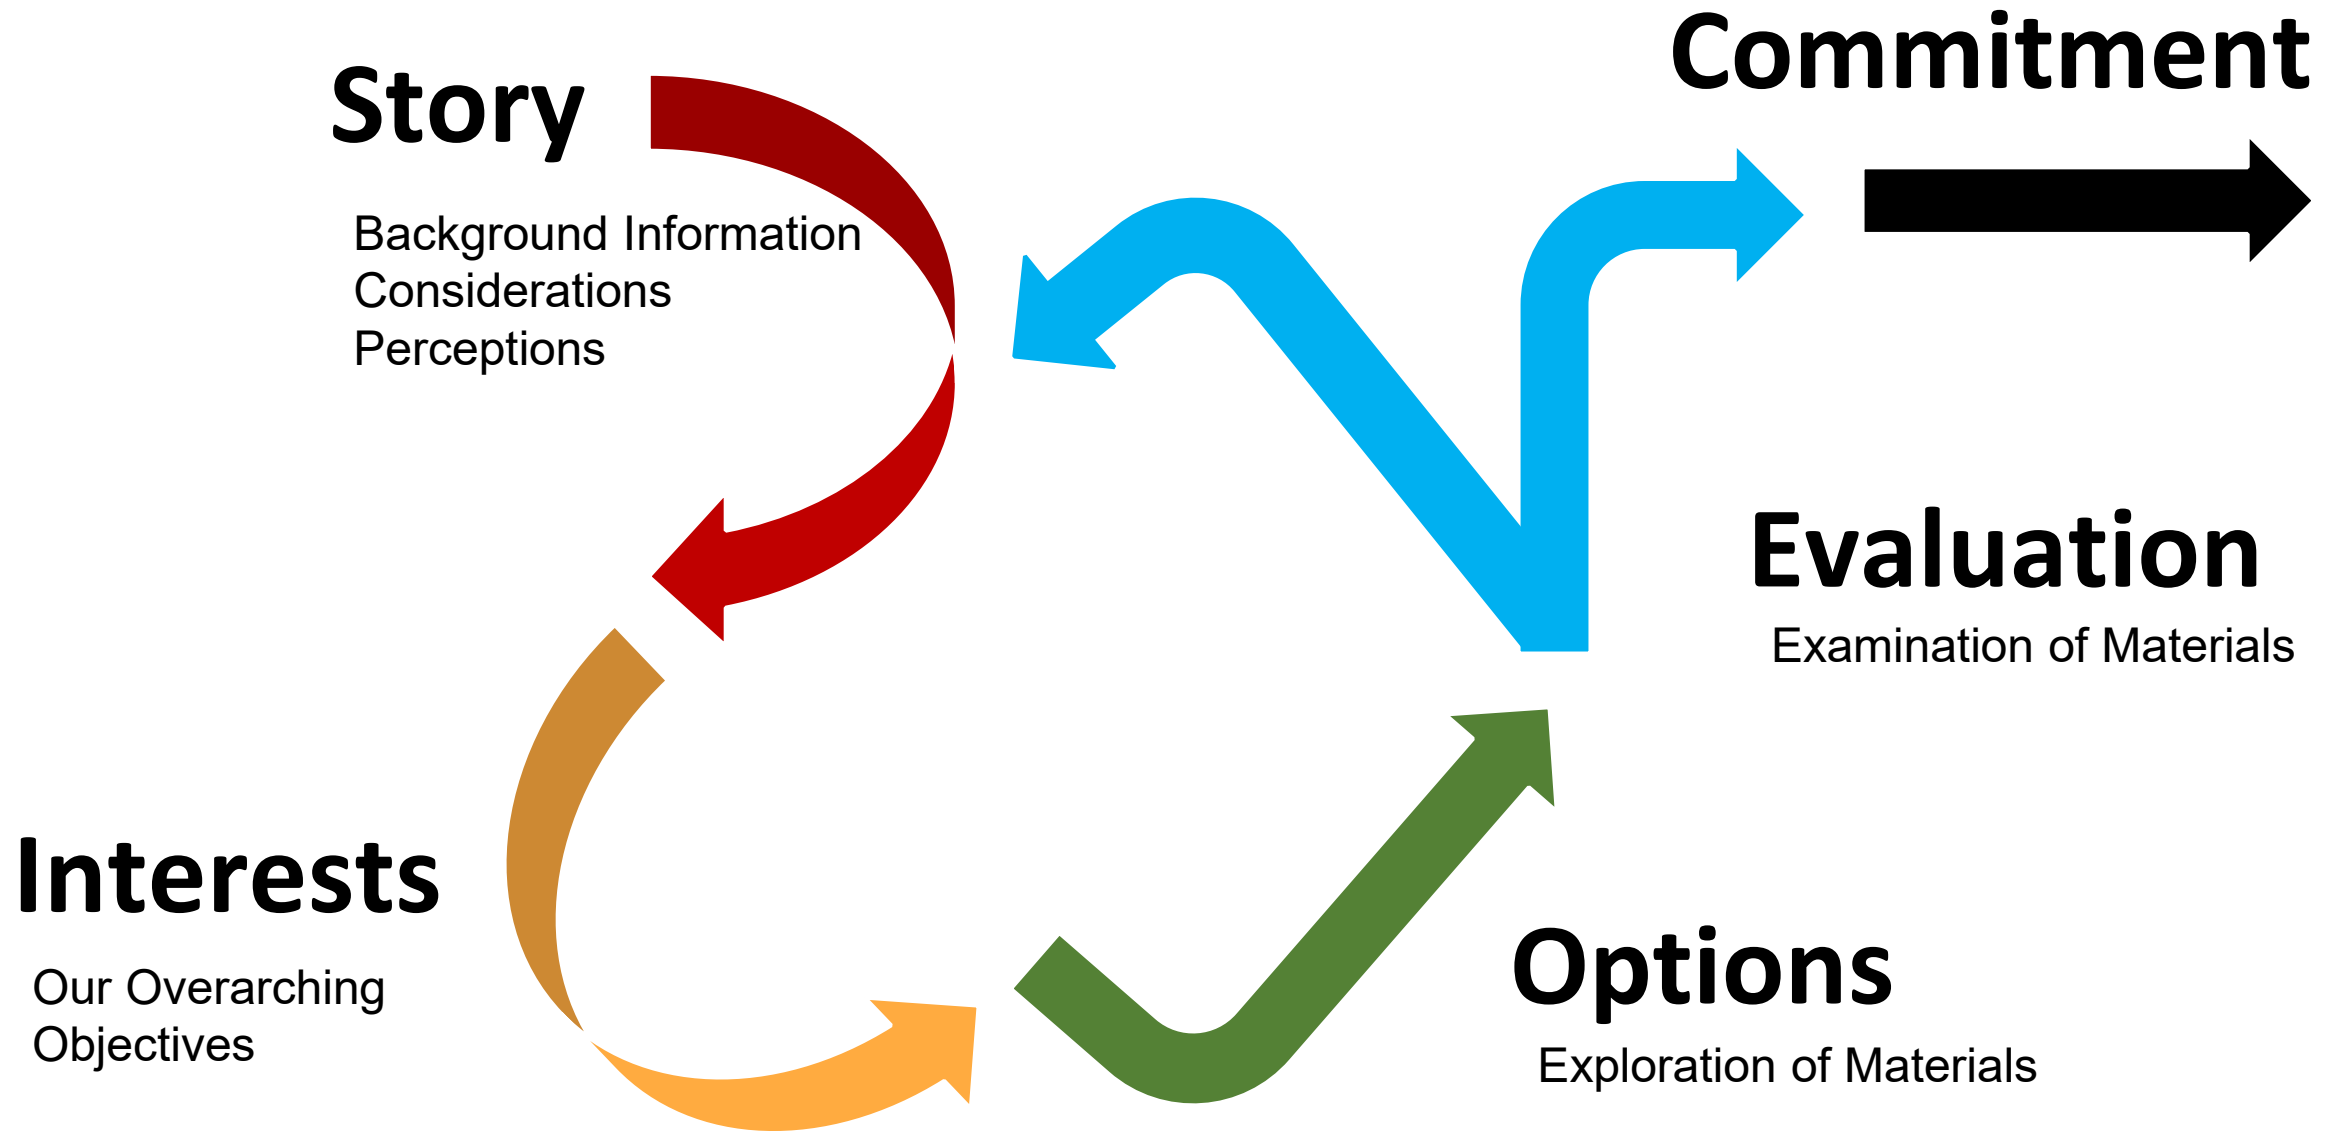 Story
Background Information
Considerations
Perceptions
Interests
Our Overarching
Objectives
Options
Exploration of Materials
Evaluation
Examination of Materials
Commitment